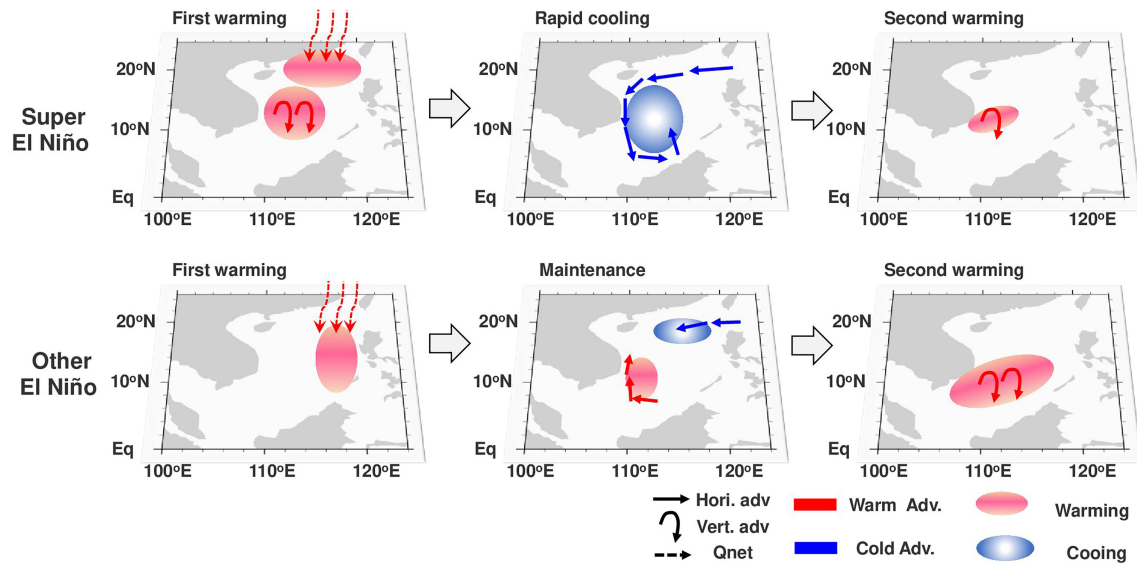 First warming
Rapid cooling
Second warming
Super
El Niño
20ºN
10ºN
Eq
100ºE
110ºE
120ºE
20ºN
10ºN
Eq
100ºE
110ºE
120ºE
20ºN
10ºN
Eq
100ºE
110ºE
120ºE
First warming
Maintenance
Second warming
Other
El Niño
20ºN
10ºN
Eq
100ºE
110ºE
120ºE
20ºN
10ºN
Eq
100ºE
110ºE
120ºE
20ºN
10ºN
Eq
100ºE
110ºE
120ºE
Hori. adv
Vert. adv
Qnet
Warm Adv.
Cold Adv.
Warming
Cooing